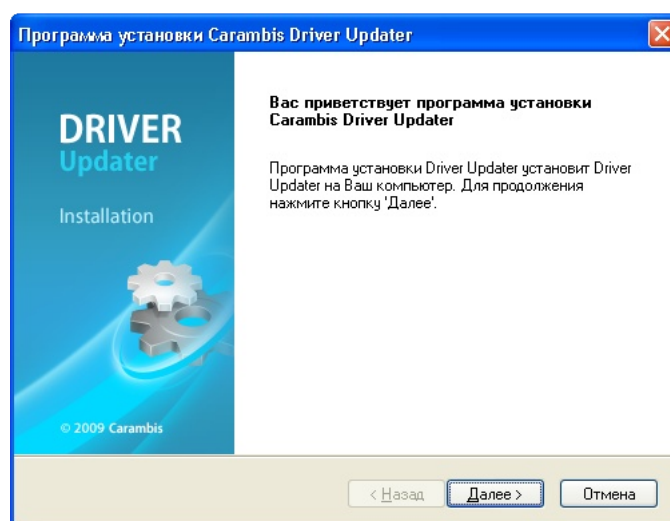 Программа установки Carambis Driver Updater
DRIVER
Updater
Installation
© 2009 Carambis
Вас приветствует программа установки
Carambis Driver Updater
Программа установки Driver Updater установит Driver
Updater на Ваш компьютер. Для продолжения
нажмите кнопку 'Далее'.
< Назад
Далее >
Отмена